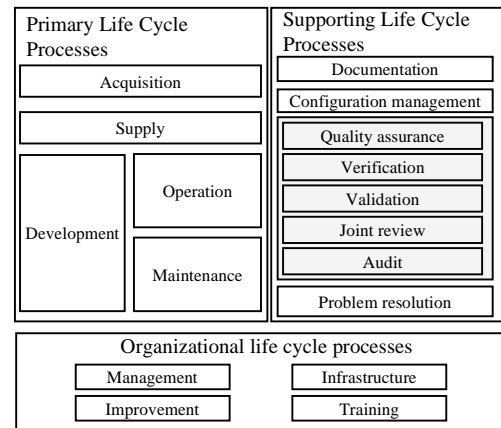 Primary Life Cycle
Processes
Acquisition
Supply
Development
Operation
Maintenance
Supporting Life Cycle
Processes
Documentation
Configuration management
Quality assurance
Verification
Validation
Joint review
Audit
Problem resolution
Organizational life cycle processes
Management
Infrastructure
Improvement
Training